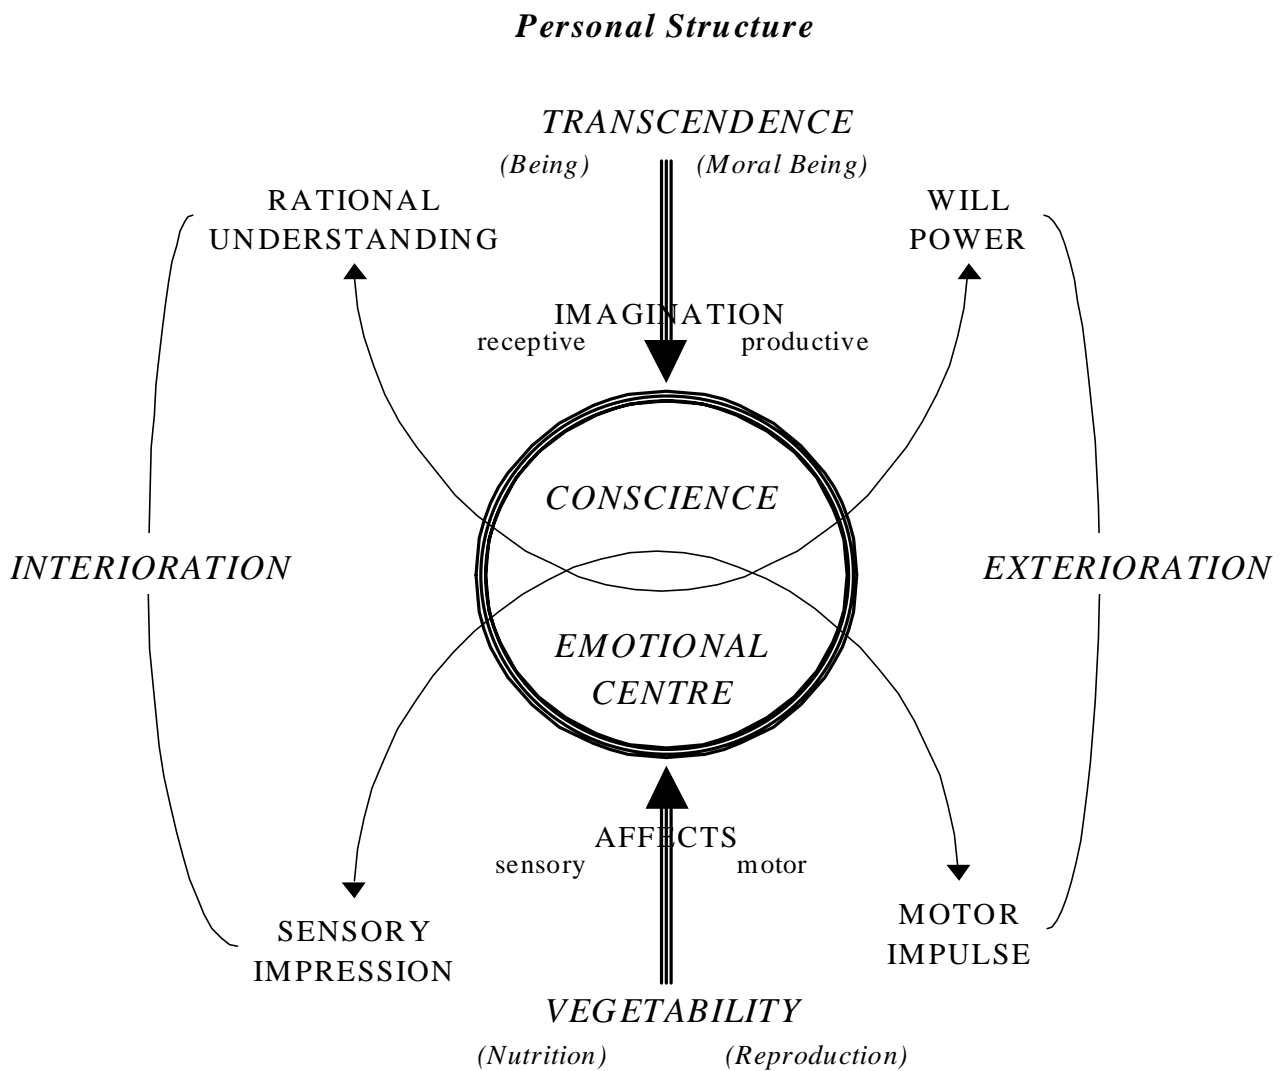 Personal Structure
TRANSCENDENCE
(Being) (Moral Being)
RATIONAL
UNDERSTANDING
WILL
POWER
IMAGINATION
receptive productive
CONSCIENCE
INTERIORATION
EXTERIORATION
EMOTIONAL
CENTRE
AFFECTS
sensory motor
SENSORY
IMPRESSION
MOTOR
IMPULSE
VEGETABILITY
(Nutrition) (Reproduction)